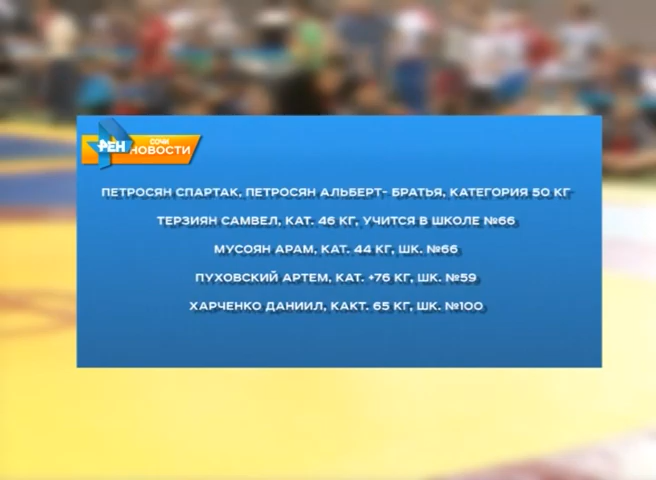 РЕН
СОЧИ
НОВОСТИ
ПЕТРОСЯН СПАРТАК, ПЕТРОСЯН АЛЬБЕРТ- БРАТЬЯ, КАТЕГОРИЯ 50 КГ
ТЕРЗИЯН САМВЕЛ, КАТ. 46 КГ, УЧИТСЯ В ШКОЛЕ №66
МУСОЯН АРАМ, КАТ. 44 КГ, ШК. №66
ПУХОВСКИЙ АРТЕМ, КАТ. +76 КГ, ШК. №59
ХАРЧЕНКО ДАНИИЛ, КАКТ. 65 КГ, ШК. №100